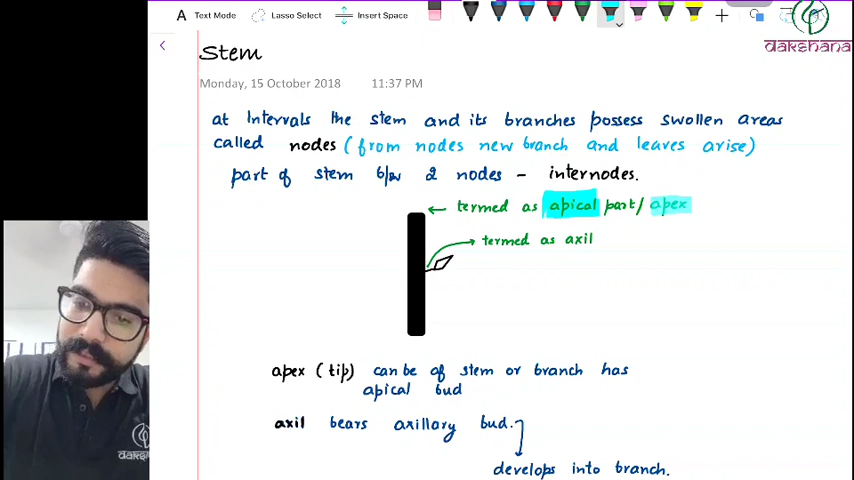 Text Mode Lasso Select Insert Space
dakshana
Stem
Monday, 15 October 2018 11:37 PM
at Intervals the stem and its branches possess swollen areas
called nodes (from nodes new branch and leaves arise)
part of stem b/w 2 nodes - internodes.
← termed as apical part/ apex
→ termed as axil
apex (tip) can be of stem or branch has
apical bud
axil bears axillary bud.
develops into branch.